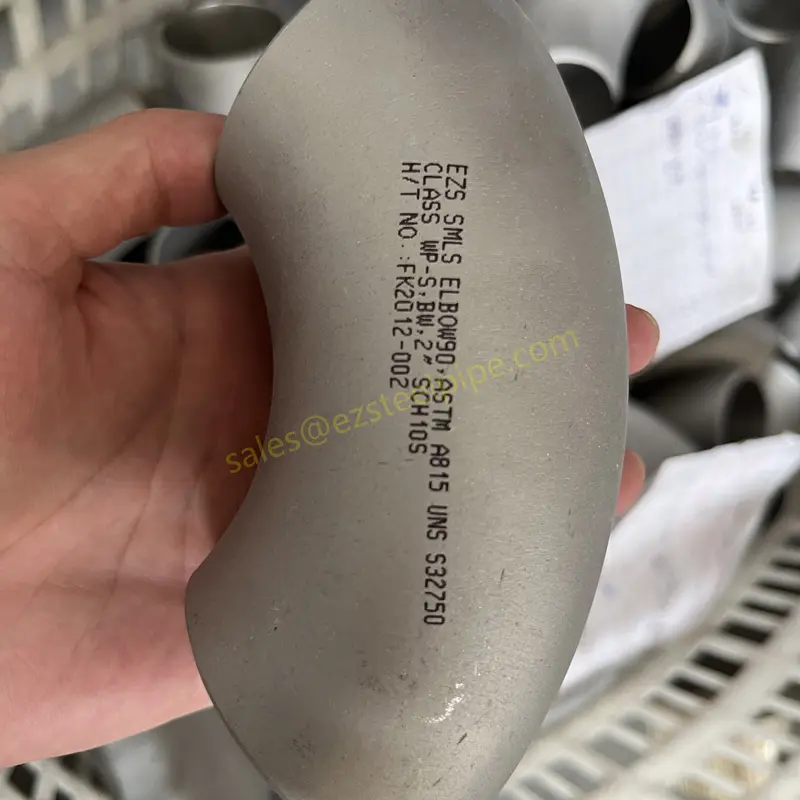 EZS SMLS ELBOW90,ASTM A815 UNS S32750
CLASS WP-S,BW,2" SCH10S
H/T NO.:FK2012-002
sales@ezsteelpipe.com